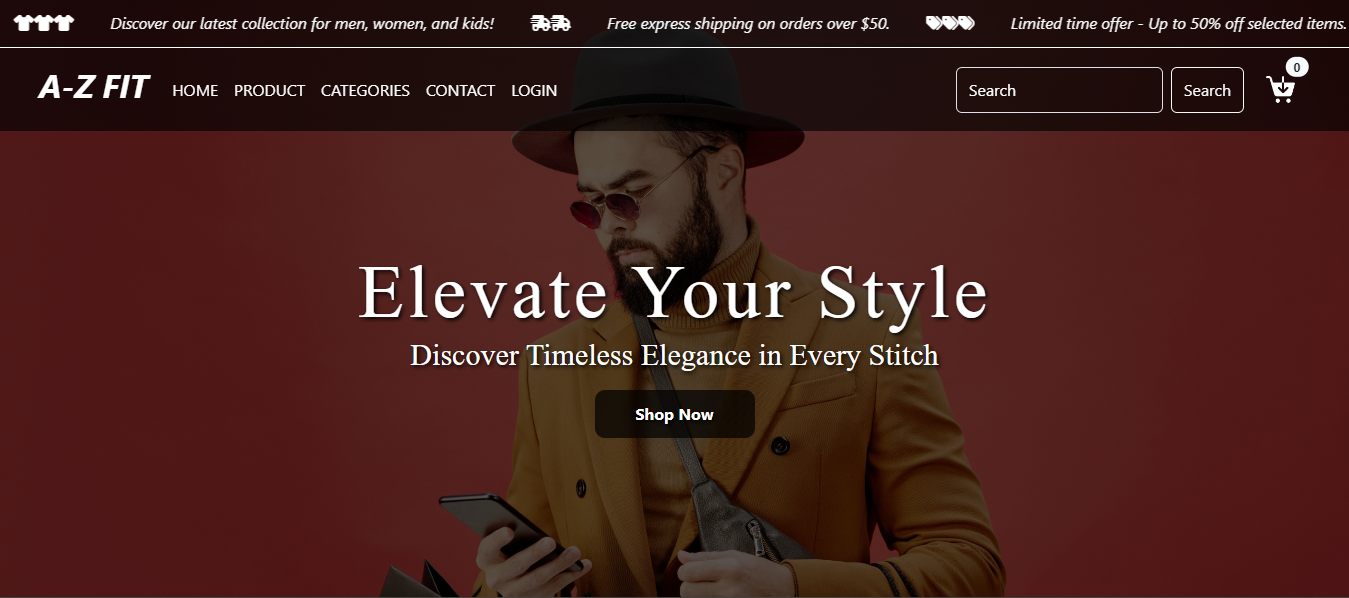 Discover our latest collection for men, women, and kids! Free express shipping on orders over $50. Limited time offer - Up to 50% off selected items.
A-Z FIT HOME PRODUCT CATEGORIES CONTACT LOGIN Search Search 0
Elevate Your Style
Discover Timeless Elegance in Every Stitch
Shop Now